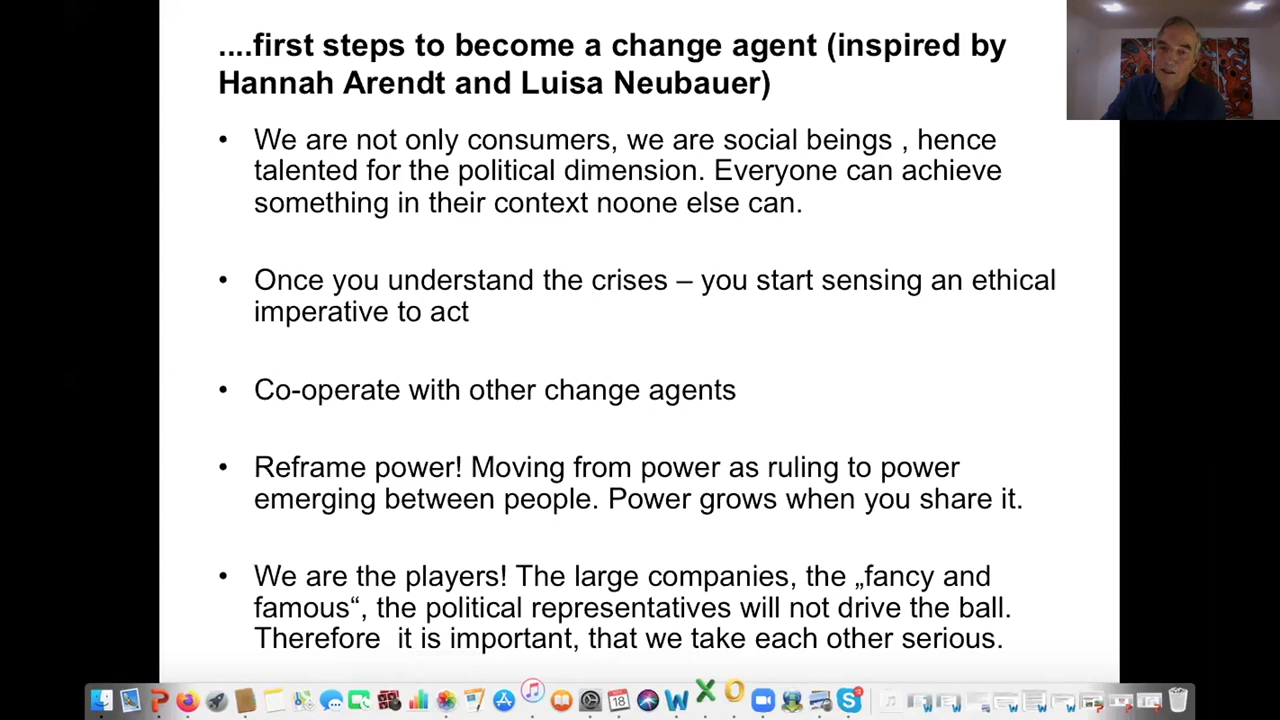 ....first steps to become a change agent (inspired by
Hannah Arendt and Luisa Neubauer)
• We are not only consumers, we are social beings , hence
talented for the political dimension. Everyone can achieve
something in their context noone else can.
• Once you understand the crises – you start sensing an ethical
imperative to act
• Co-operate with other change agents
• Reframe power! Moving from power as ruling to power
emerging between people. Power grows when you share it.
• We are the players! The large companies, the „fancy and
famous“, the political representatives will not drive the ball.
Therefore  it is important, that we take each other serious.
18